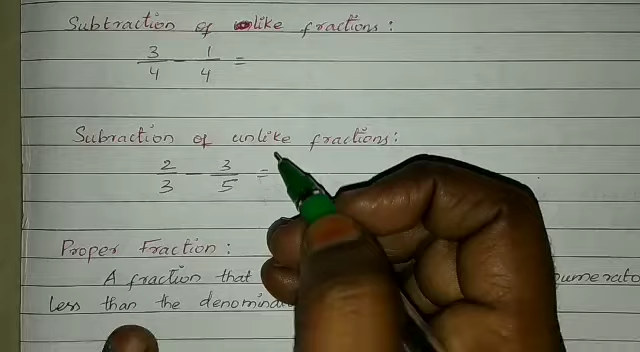 Subtraction of like fractions:
3/4 - 1/4 =
Subraction of unlike fractions:
2/3 - 3/5 =
Proper Fraction:
A fraction that
less than the